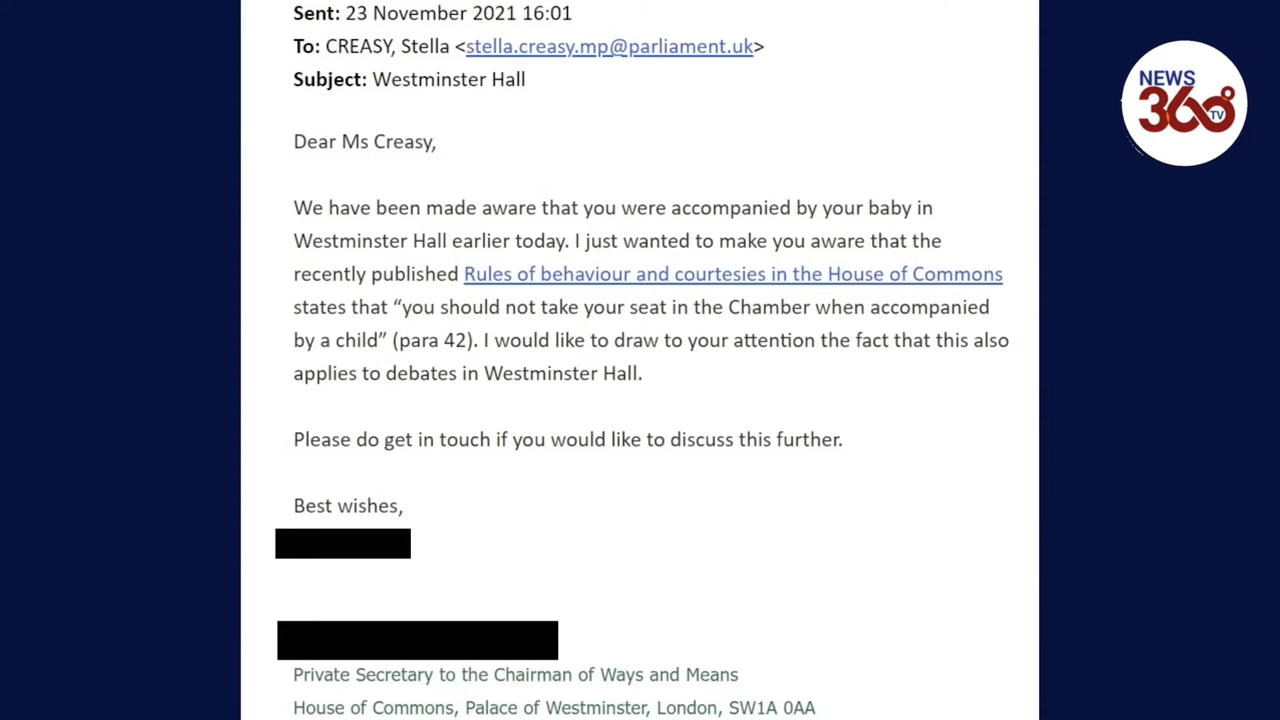 Sent: 23 November 2021 16:01
To: CREASY, Stella <stella.creasy.mp@parliament.uk>
Subject: Westminster Hall
NEWS
360°
TV
Dear Ms Creasy,
We have been made aware that you were accompanied by your baby in
Westminster Hall earlier today. I just wanted to make you aware that the
recently published Rules of behaviour and courtesies in the House of Commons
states that “you should not take your seat in the Chamber when accompanied
by a child” (para 42). I would like to draw to your attention the fact that this also
applies to debates in Westminster Hall.
Please do get in touch if you would like to discuss this further.
Best wishes,
Private Secretary to the Chairman of Ways and Means
House of Commons, Palace of Westminster, London, SW1A 0AA